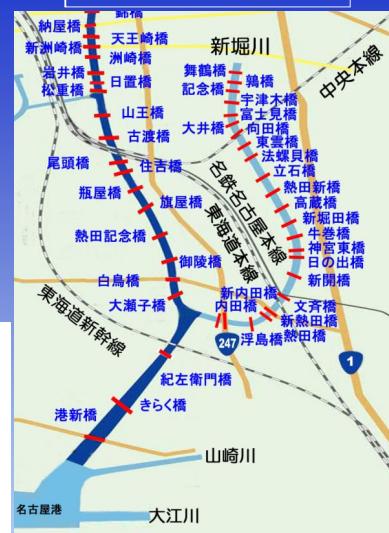 錦橋
納屋橋
天王崎橋
新洲崎橋
洲崎橋
岩井橋
日置橋
松重橋
山王橋
古渡橋
尾頭橋
住吉橋
瓶屋橋
旗屋橋
熱田記念橋
御陵橋
白鳥橋
大瀬子橋
東海道新幹線
紀左衛門橋
きらく橋
港新橋
山崎川
大江川
名古屋港
新堀川
中央本線
舞鶴橋
鶉橋
記念橋
宇津木橋
富士見橋
大井橋
向田橋
東雲橋
法螺貝橋
立石橋
熱田新橋
高蔵橋
新堀田橋
牛巻橋
神宮東橋
日の出橋
新開橋
名鉄名古屋本線
東海道本線
新内田橋
内田橋
文斉橋
新熱田橋
熱田橋
浮島橋
247
1